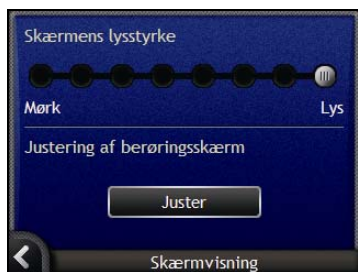 Skærmens lysstyrke
Mørk Lys
Justering af berøringsskærm
Juster
Skærmvisning